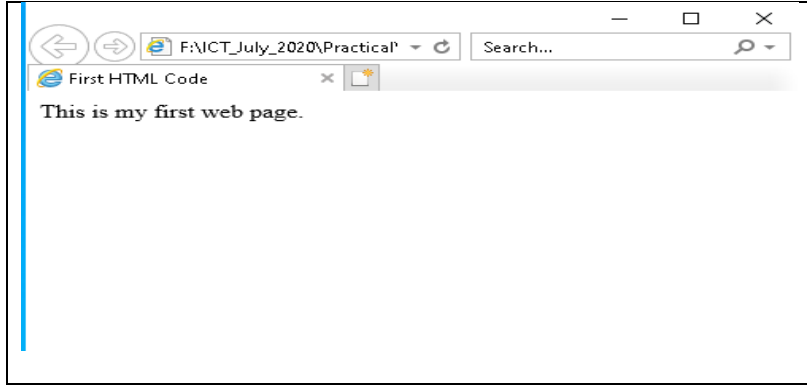 F:\ICT_July_2020\Practical' Search...
First HTML Code
This is my first web page.